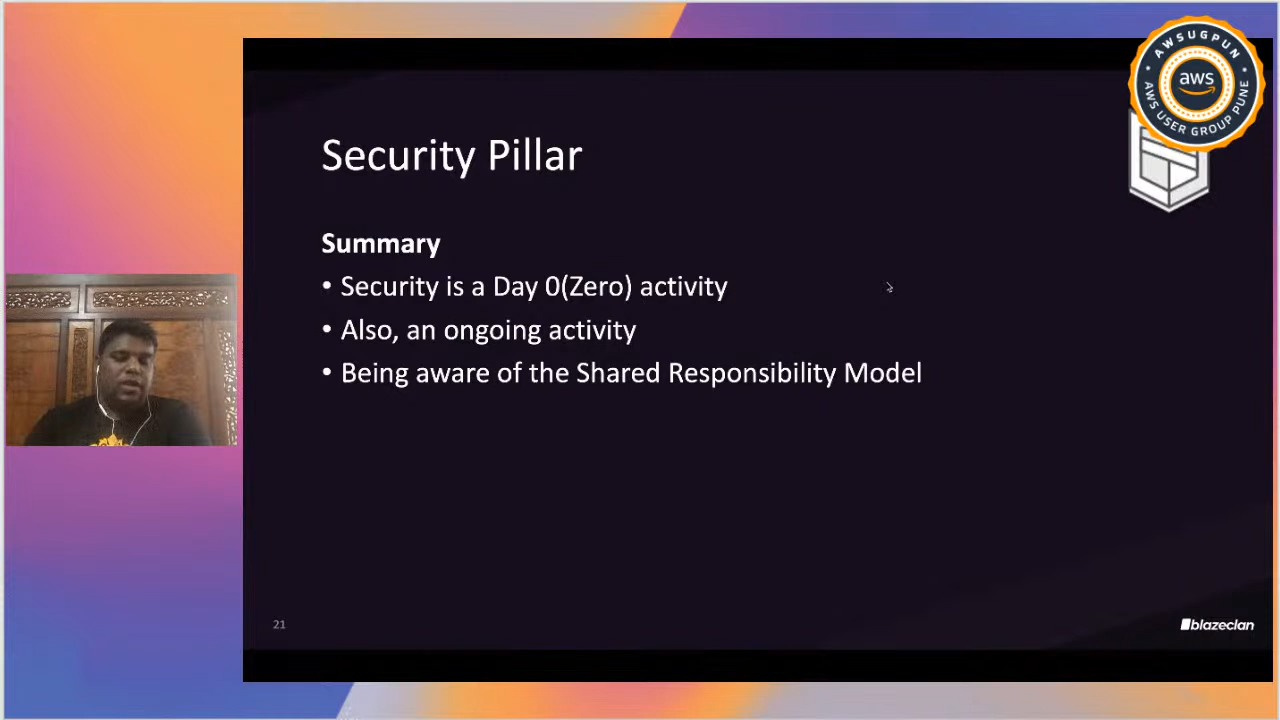 AWSUGPUN
aws
AWS USER GROUP PUNE
Security Pillar
Summary
• Security is a Day 0(Zero) activity
• Also, an ongoing activity
• Being aware of the Shared Responsibility Model
21
blazeclan